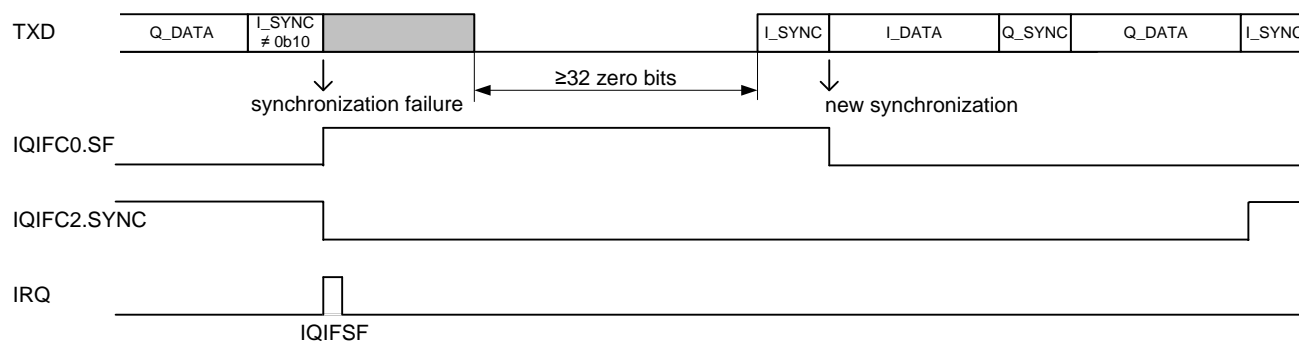 TXD
Q_DATA
I_SYNC
≠ 0b10
I_SYNC
I_DATA
Q_SYNC
Q_DATA
I_SYNC
≥32 zero bits
synchronization failure
new synchronization
IQIFC0.SF
IQIFC2.SYNC
IRQ
IQIFSF